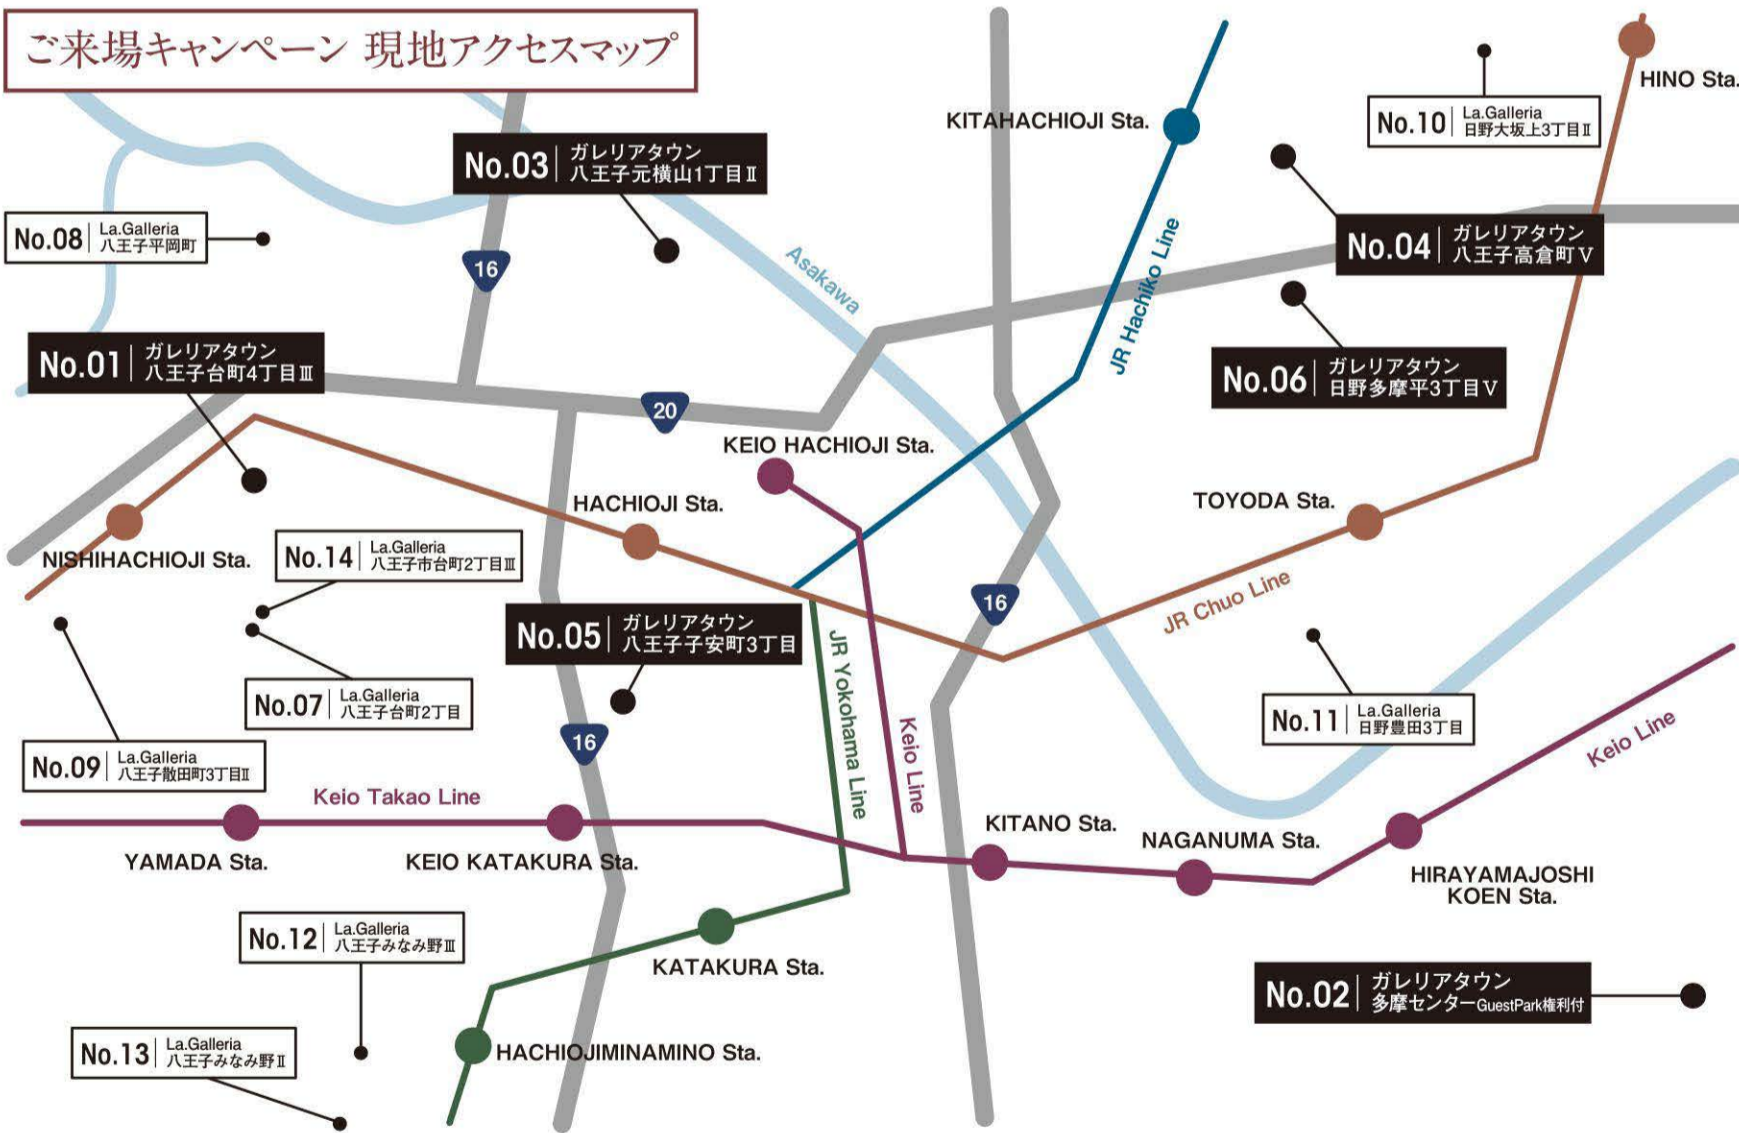 ご来場キャンペーン 現地アクセスマップ
HINO Sta.
No.10
La.Galleria
日野大坂上3丁目Ⅱ
KITAHACHIOJI Sta.
No.03
ガレリアタウン
八王子元横山1丁目Ⅱ
No.08
La.Galleria
八王子平岡町
No.04
ガレリアタウン
八王子高倉町Ⅴ
16
Asakawa
JR Hachiko Line
No.01
ガレリアタウン
八王子台町4丁目Ⅲ
No.06
ガレリアタウン
日野多摩平3丁目Ⅴ
20
KEIO HACHIOJI Sta.
HACHIOJI Sta.
TOYODA Sta.
NISHIHACHIOJI Sta.
No.14
La.Galleria
八王子市台町2丁目Ⅲ
16
JR Chuo Line
No.05
ガレリアタウン
八王子子安町3丁目
JR Yokohama Line
No.07
La.Galleria
八王子台町2丁目
No.11
La.Galleria
日野豊田3丁目
Keio Line
Keio Line
16
No.09
La.Galleria
八王子散田町3丁目Ⅱ
Keio Takao Line
KITANO Sta.
NAGANUMA Sta.
YAMADA Sta.
KEIO KATAKURA Sta.
HIRAYAMAJOSHI
KOEN Sta.
No.12
La.Galleria
八王子みなみ野Ⅲ
KATAKURA Sta.
No.02
ガレリアタウン
多摩センターGuestPark権利付
No.13
La.Galleria
八王子みなみ野Ⅱ
HACHIOJIMINAMINO Sta.